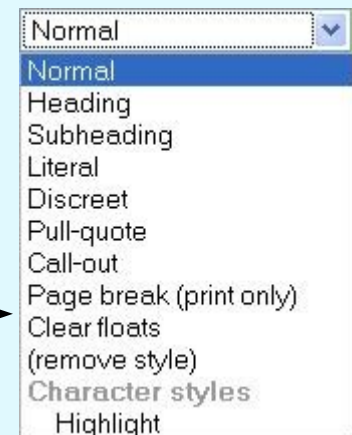 Normal
Normal
Heading
Subheading
Literal
Discreet
Pull-quote
Call-out
Page break (print only)
Clear floats
(remove style)
Character styles
Highlight